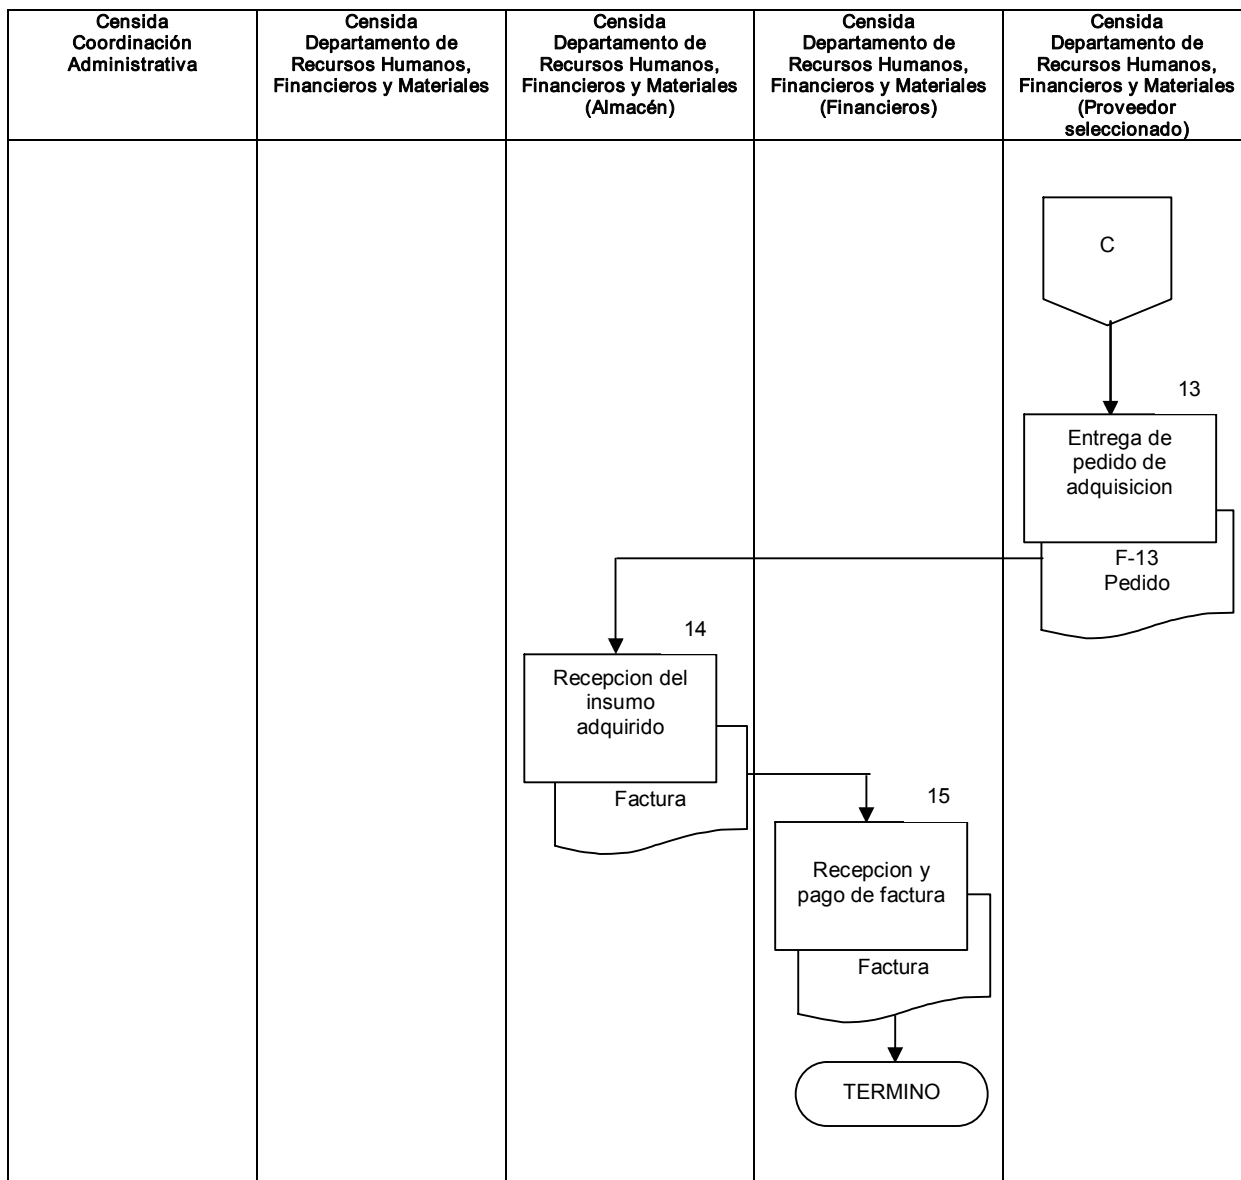 Censida
Coordinación
Administrativa
Censida
Departamento de
Recursos Humanos,
Financieros y Materiales
Censida
Departamento de
Recursos Humanos,
Financieros y Materiales
(Almacén)
Censida
Departamento de
Recursos Humanos,
Financieros y Materiales
(Financieros)
Censida
Departamento de
Recursos Humanos,
Financieros y Materiales
(Proveedor
seleccionado)
C
13
Entrega de
pedido de
adquisicion
F-13
Pedido
14
Recepcion del
insumo
adquirido
Factura
15
Recepcion y
pago de factura
Factura
TERMINO